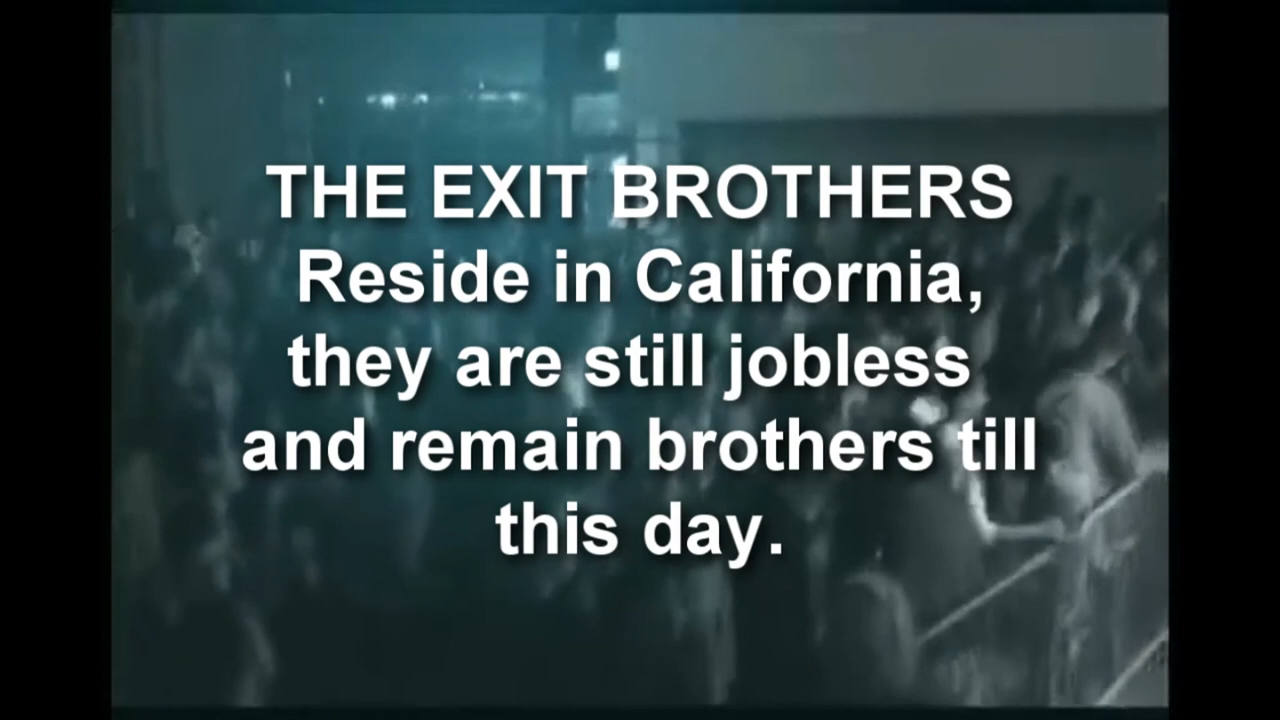 THE EXIT BROTHERS
Reside in California,
they are still jobless
and remain brothers till
this day.